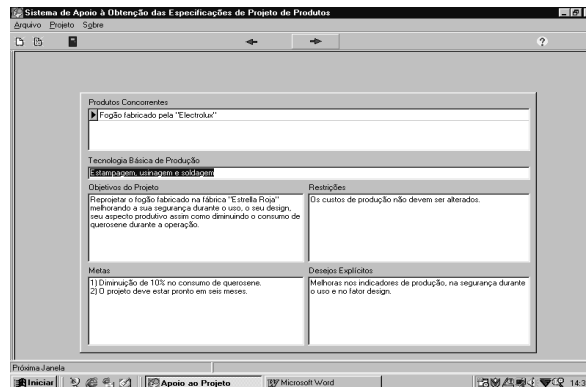 Sistema de Apoio à Obtenção das Especificações de Projeto de Produtos
Arquivo Projeto Sobre
?
Produtos Concorrentes
Fogão fabricado pela "Electrolux"
Tecnologia Básica de Produção
Estampagem, usinagem e soldagem
Objetivos do Projeto
Reprojetar o fogão fabricado na fábrica "Estrella Roja"
melhorando a sua segurança durante o uso, o seu design,
seu aspecto produtivo assim como diminuindo o consumo de
querosene durante a operação.
Restrições
Os custos de produção não devem ser alterados.
Metas
1) Diminuição de 10% no consumo de querosene.
2) O projeto deve estar pronto em seis meses.
Desejos Explícitos
Melhoras nos indicadores de produção, na segurança durante
o uso e no fator design.
Próxima Janela
Iniciar
Apoio ao Projeto
Microsoft Word